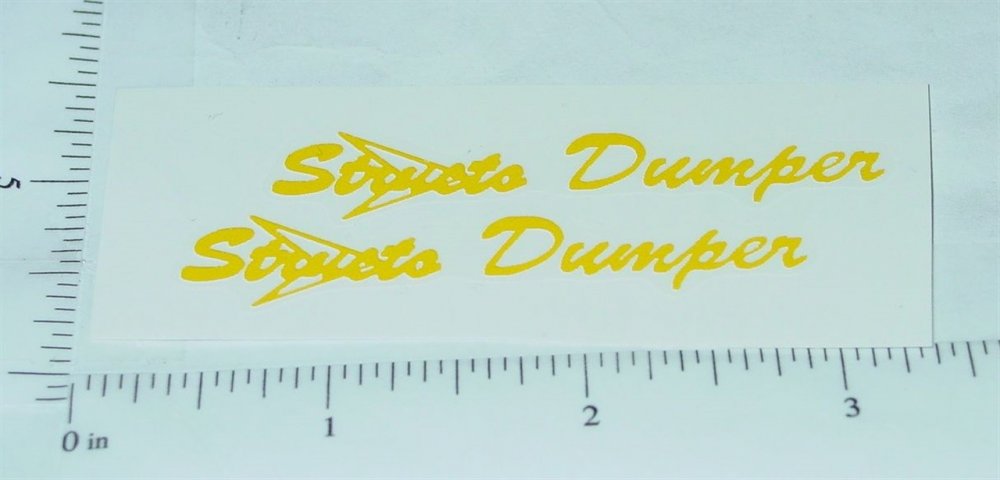 Structo Dumper
Structo Dumper
5
0 in 1 2 3